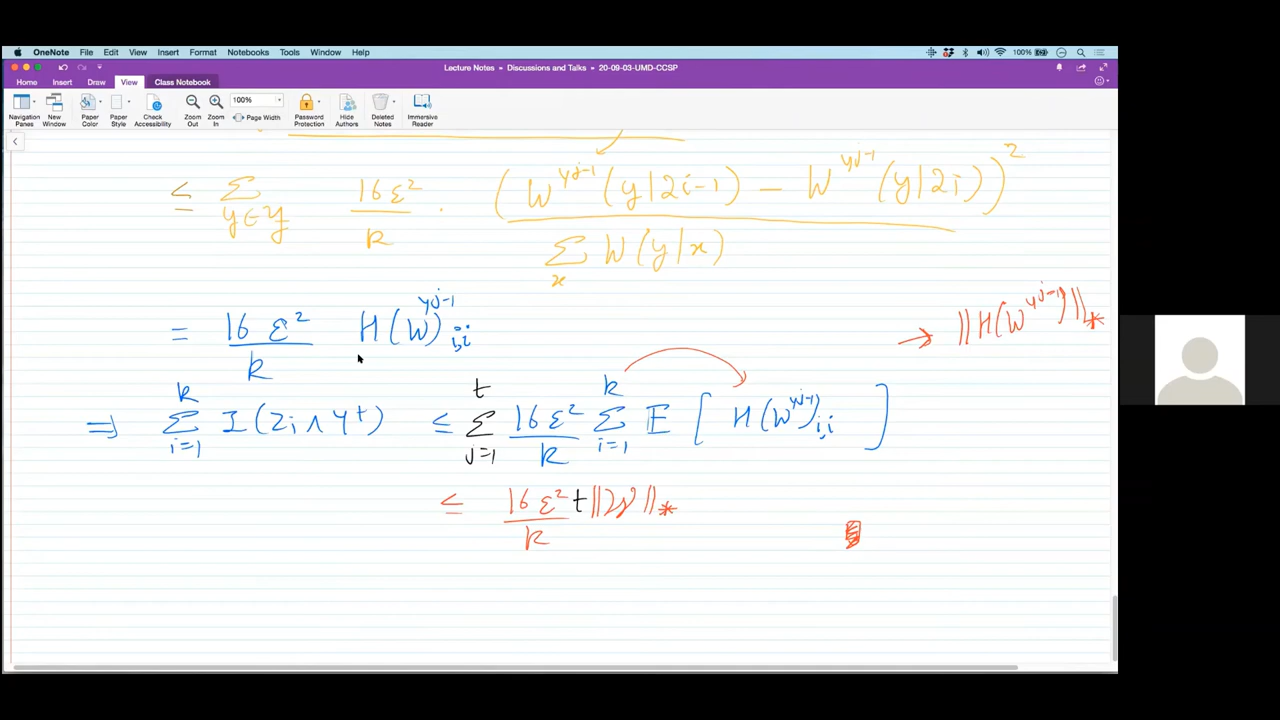 OneNote File Edit View Insert Format Notebooks Tools Window Help 100%
Lecture Notes » Discussions and Talks » 20-09-03-UMD-CCSP
Home Insert Draw View Class Notebook
Navigation Panes New Window Paper Color Paper Style Check Accessibility Zoom Out Zoom In 100% Page Width Password Protection Hide Authors Deleted Notes Immersive Reader
≤ Σ_{y∈𝒴} 16ε²/k · (W^{y^{j-1}}(y|2i-1) − W^{y^{j-1}}(y|2i))² / Σ_x W(y|x)
= 16ε²/k H(W^{y^{j-1}})_{i,i} → ‖H(W^{y^{j-1}})‖_*
⇒ Σ_{i=1}^{k} I(Z_i ∧ Y^t) ≤ Σ_{j=1}^{t} 16ε²/k Σ_{i=1}^{k} E[H(W^{y^{j-1}})_{i,i}]
≤ 16ε²/k t‖𝒲‖_*